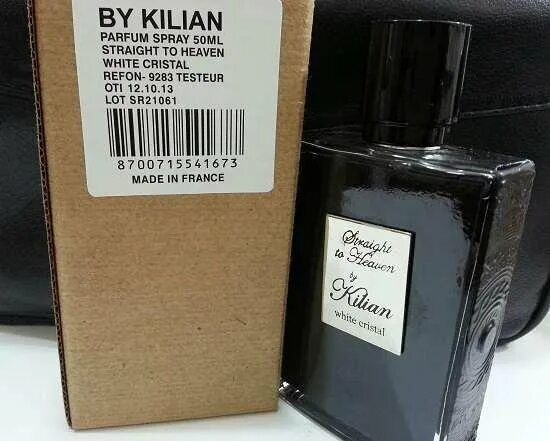 BY KILIAN
PARFUM SPRAY 50ML
STRAIGHT TO HEAVEN
WHITE CRISTAL
REFON- 9283 TESTEUR
OTI 12.10.13
LOT SR21061
8700715541673
MADE IN FRANCE
Straight
to Heaven
by
Kilian
white cristal